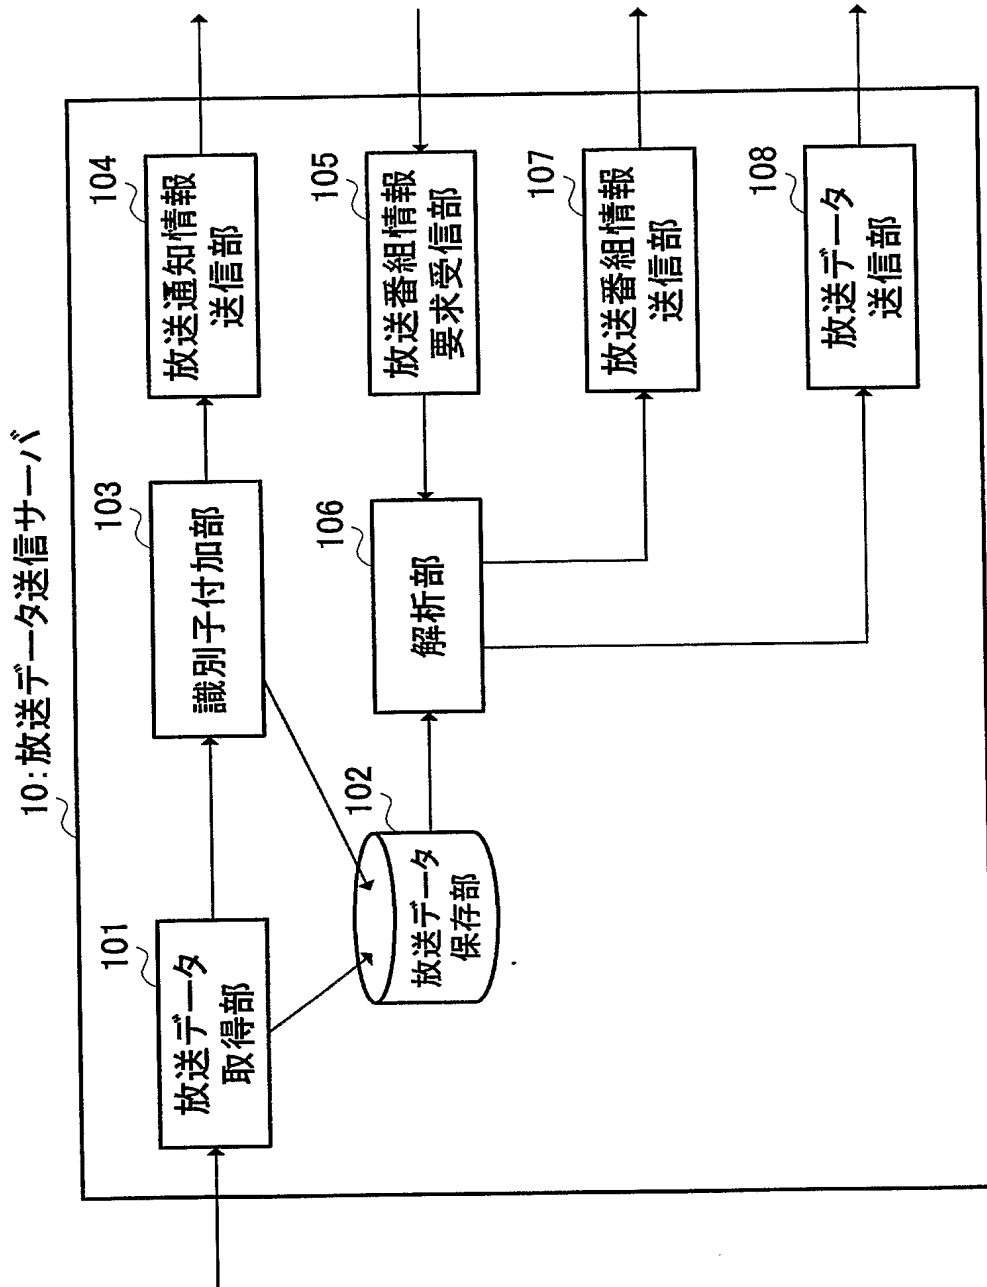 10:放送データ送信サーバ
101
放送データ
取得部
103
識別子付加部
104
放送通知情報
送信部
102
放送データ
保存部
106
解析部
105
放送番組情報
要求受信部
107
放送番組情報
送信部
108
放送データ
送信部